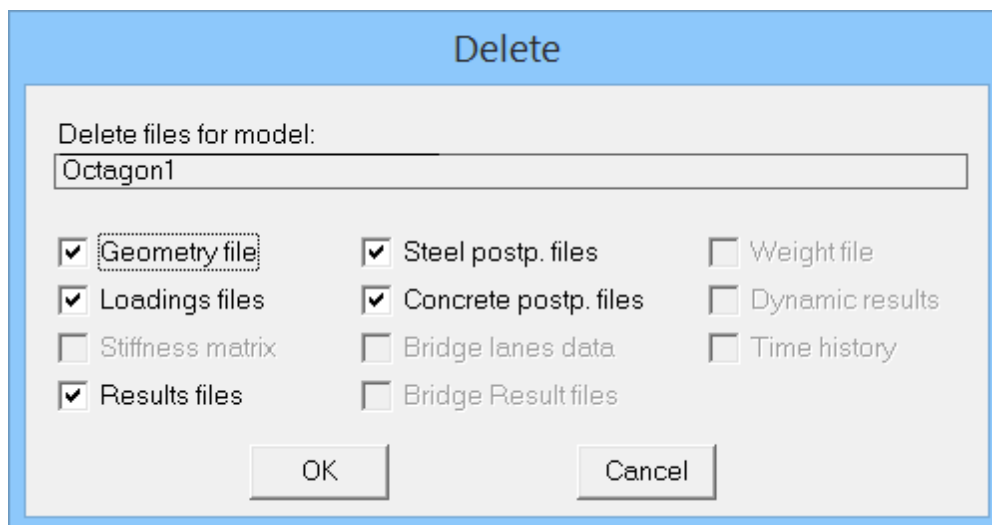 Delete
Delete files for model:
Octagon1
Geometry file
Steel postp. files
Weight file
Loadings files
Concrete postp. files
Dynamic results
Stiffness matrix
Bridge lanes data
Time history
Results files
Bridge Result files
OK
Cancel